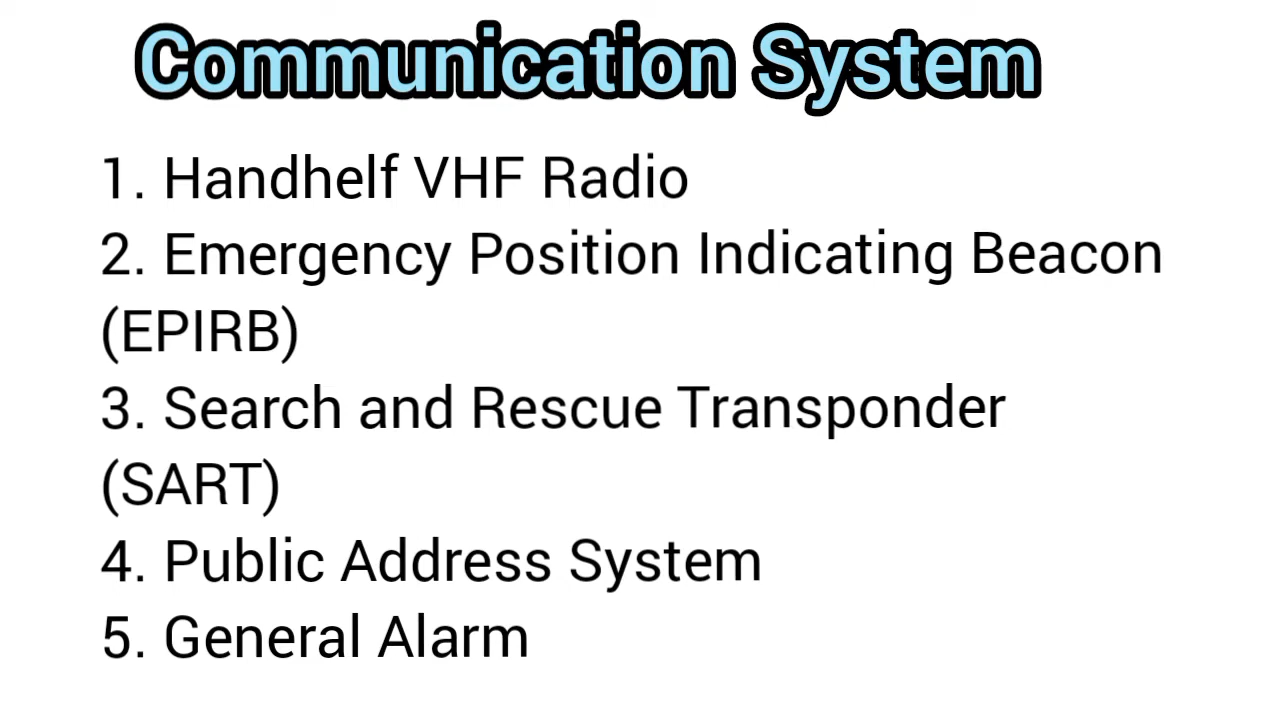 Communication System
1. Handhelf VHF Radio
2. Emergency Position Indicating Beacon
(EPIRB)
3. Search and Rescue Transponder
(SART)
4. Public Address System
5. General Alarm